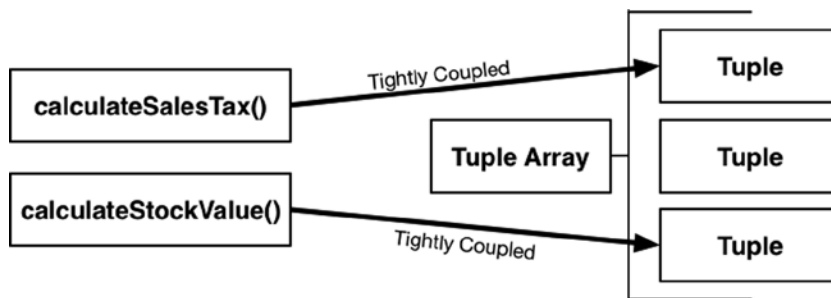 Tuple
Tightly Coupled
calculateSalesTax()
Tuple Array
Tuple
calculateStockValue()
Tightly Coupled
Tuple